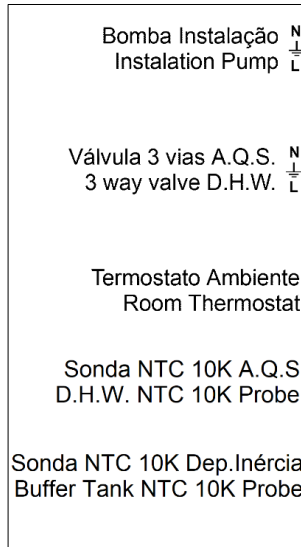 Bomba Instalação N
Instalation Pump L
Válvula 3 vias A.Q.S. N
3 way valve D.H.W. L
Termostato Ambiente
Room Thermostat
Sonda NTC 10K A.Q.S
D.H.W. NTC 10K Probe
Sonda NTC 10K Dep.Inércia
Buffer Tank NTC 10K Probe